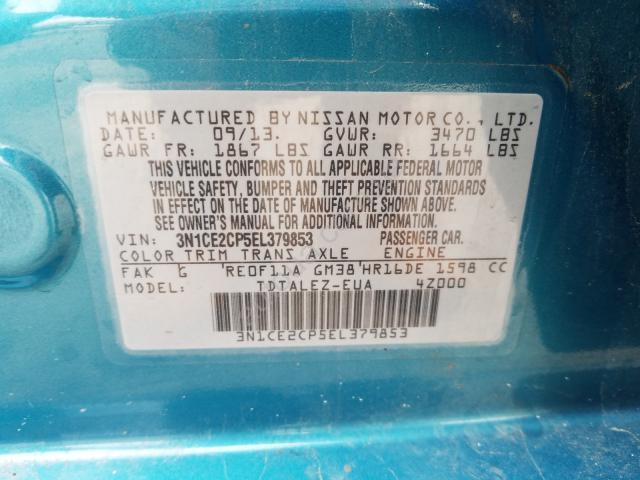 MANUFACTURED BY NISSAN MOTOR CO., LTD.
DATE: 09/13. GVWR: 3470 LBS
GAWR FR: 1867 LBS GAWR RR: 1664 LBS
THIS VEHICLE CONFORMS TO ALL APPLICABLE FEDERAL MOTOR
VEHICLE SAFETY, BUMPER AND THEFT PREVENTION STANDARDS
IN EFFECT ON THE DATE OF MANUFACTURE SHOWN ABOVE.
SEE OWNER'S MANUAL FOR ADDITIONAL INFORMATION
VIN: 3N1CE2CP5EL379853 PASSENGER CAR.
COLOR TRIM TRANS AXLE ENGINE
FAK G 'RE0F11A GM38'HR16DE 1598 CC
MODEL: TDTALEZ-EUA 4Z000
3N1CE2CP5EL379853